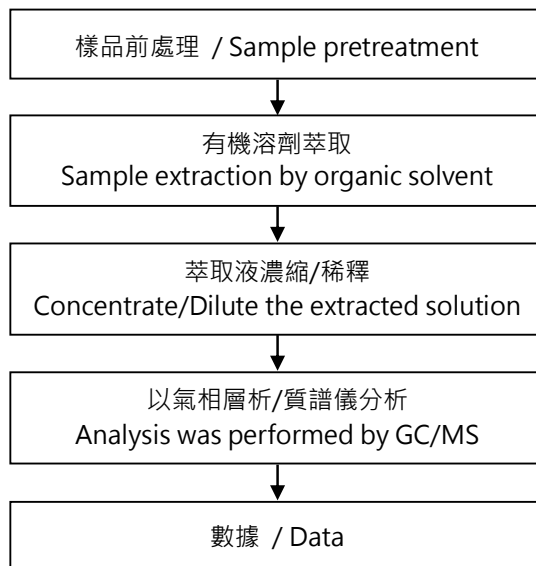 樣品前處理 / Sample pretreatment
有機溶劑萃取
Sample extraction by organic solvent
萃取液濃縮/稀釋
Concentrate/Dilute the extracted solution
以氣相層析/質譜儀分析
Analysis was performed by GC/MS
數據 / Data